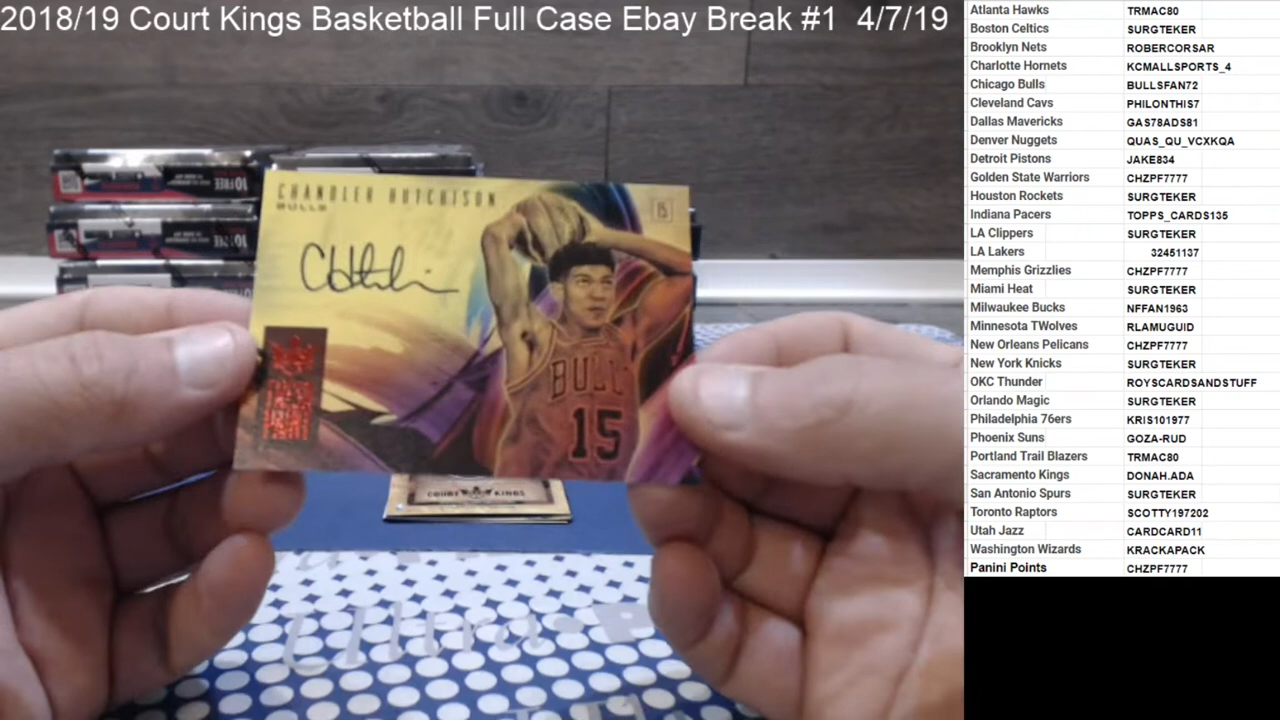 2018/19 Court Kings Basketball Full Case Ebay Break #1 4/7/19
CHANDLER HUTCHISON
BULLS
15
BULL
15
COURT KINGS
Atlanta Hawks TRMAC80
Boston Celtics SURGTEKER
Brooklyn Nets ROBERCORSAR
Charlotte Hornets KCMALLSPORTS_4
Chicago Bulls BULLSFAN72
Cleveland Cavs PHILONTHIS7
Dallas Mavericks GAS78ADS81
Denver Nuggets QUAS_QU_VCXKQA
Detroit Pistons JAKE834
Golden State Warriors CHZPF7777
Houston Rockets SURGTEKER
Indiana Pacers TOPPS_CARDS135
LA Clippers SURGTEKER
LA Lakers 32451137
Memphis Grizzlies CHZPF7777
Miami Heat SURGTEKER
Milwaukee Bucks NFFAN1963
Minnesota TWolves RLAMUGUID
New Orleans Pelicans CHZPF7777
New York Knicks SURGTEKER
OKC Thunder ROYSCARDSANDSTUFF
Orlando Magic SURGTEKER
Philadelphia 76ers KRIS101977
Phoenix Suns GOZA-RUD
Portland Trail Blazers TRMAC80
Sacramento Kings DONAH.ADA
San Antonio Spurs SURGTEKER
Toronto Raptors SCOTTY197202
Utah Jazz CARDCARD11
Washington Wizards KRACKAPACK
Panini Points CHZPF7777